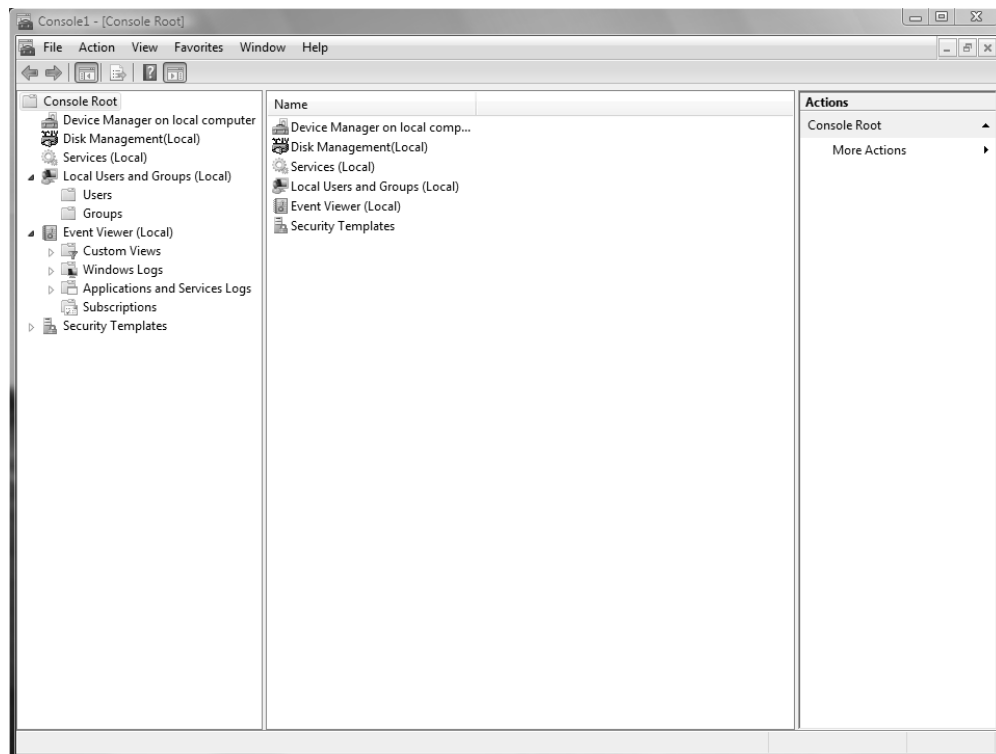 Console1 - [Console Root]
File Action View Favorites Window Help
Console Root
Device Manager on local computer
Disk Management(Local)
Services (Local)
Local Users and Groups (Local)
Users
Groups
Event Viewer (Local)
Custom Views
Windows Logs
Applications and Services Logs
Subscriptions
Security Templates
Name
Device Manager on local comp...
Disk Management(Local)
Services (Local)
Local Users and Groups (Local)
Event Viewer (Local)
Security Templates
Actions
Console Root
More Actions